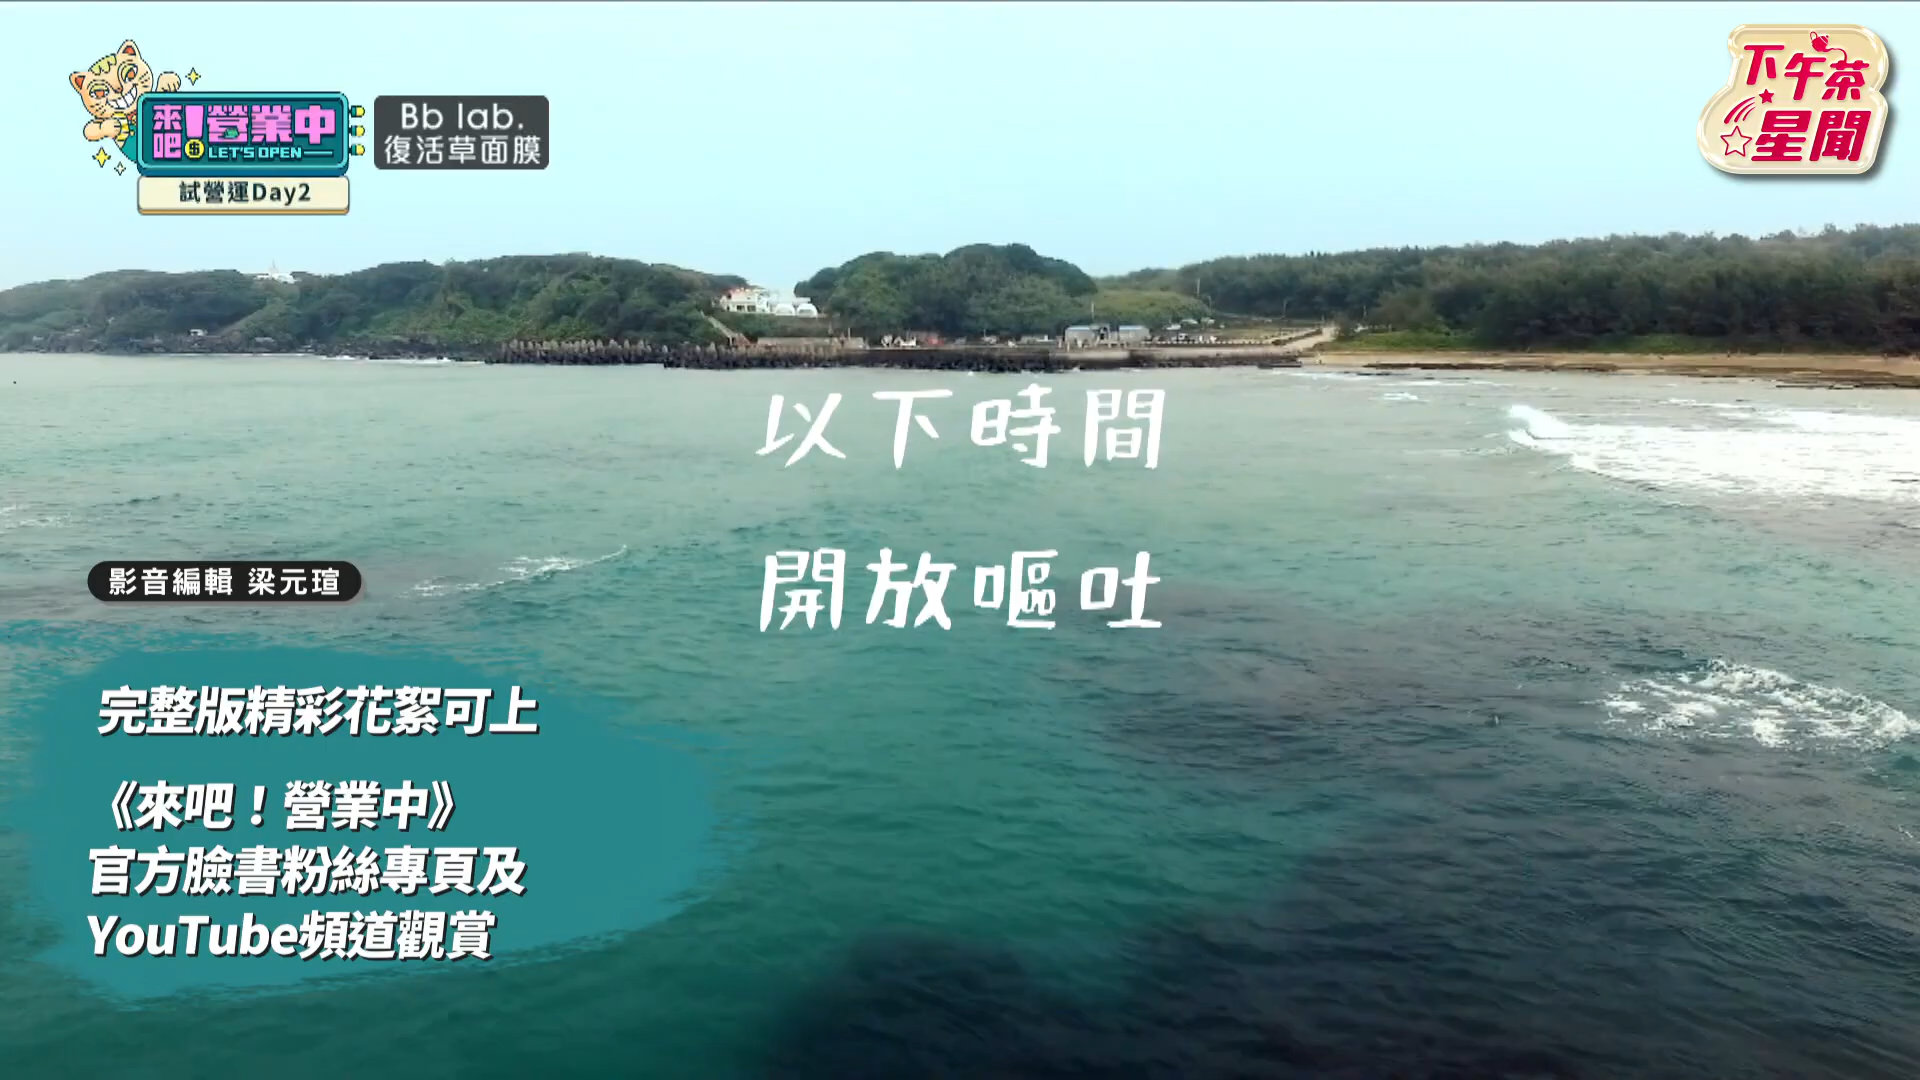 來吧!營業中
LET'S OPEN
試營運Day2
Bb lab.
復活草面膜
下午茶
星聞
以下時間
開放嘔吐
影音編輯 梁元瑄
完整版精彩花絮可上
《來吧！營業中》
官方臉書粉絲專頁及
YouTube頻道觀賞